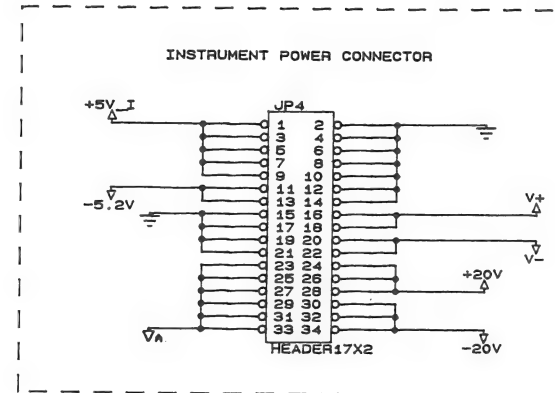 INSTRUMENT POWER CONNECTOR
JP4
+5V_I
1 2
3 4
5 6
7 8
9 10
11 12
13 14
-5.2V
15 16
V+
17 18
19 20
21 22
V-
23 24
25 26
+20V
27 28
29 30
31 32
33 34
A
-20V
HEADER17X2